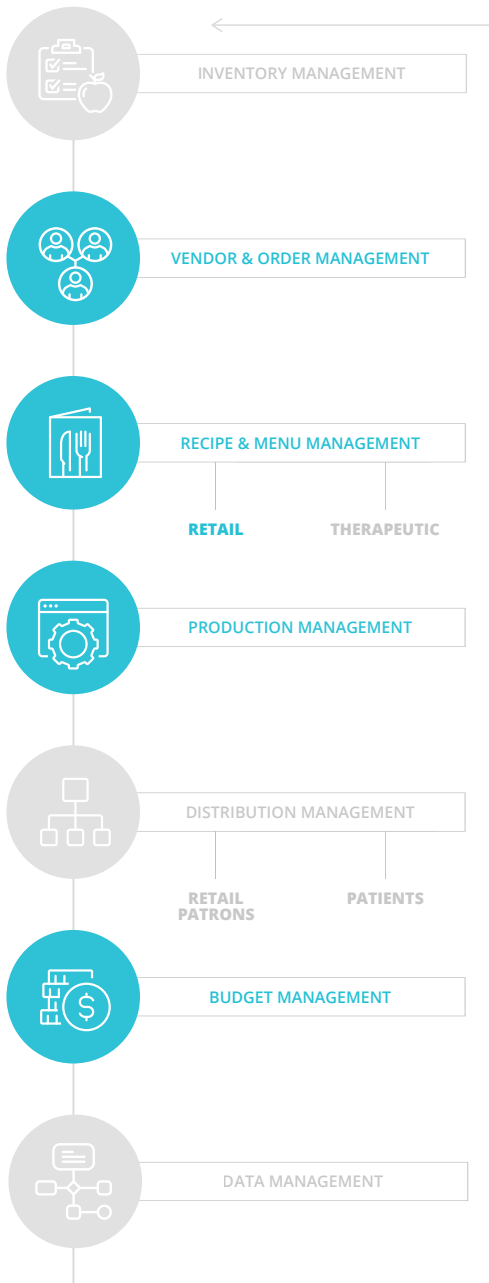 INVENTORY MANAGEMENT
VENDOR & ORDER MANAGEMENT
RECIPE & MENU MANAGEMENT
RETAIL
THERAPEUTIC
PRODUCTION MANAGEMENT
DISTRIBUTION MANAGEMENT
RETAIL
PATRONS
PATIENTS
$
BUDGET MANAGEMENT
DATA MANAGEMENT